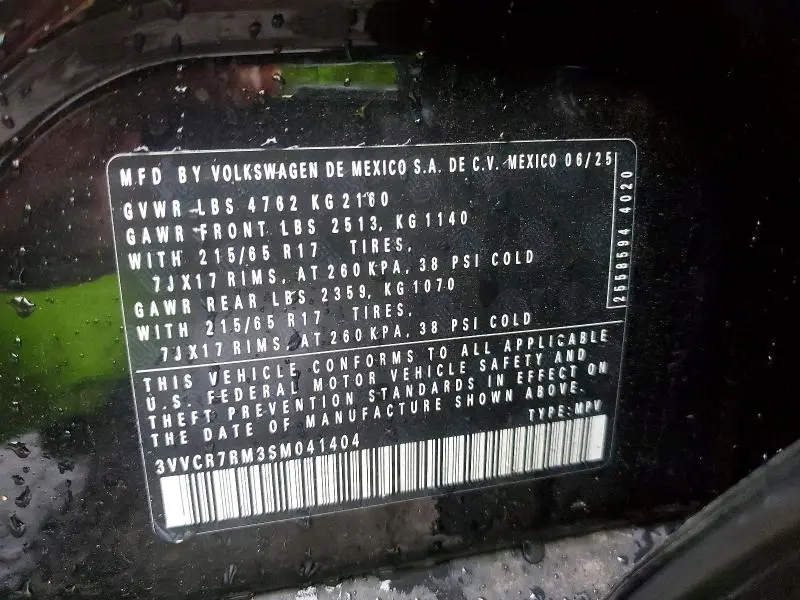 MFD BY VOLKSWAGEN DE MEXICO S.A. DE C.V. MEXICO 06/25
GVWR LBS 4762 KG 2160
GAWR FRONT LBS 2513, KG 1140
WITH 215/65 R17 TIRES,
7JX17 RIMS, AT 260 KPA, 38 PSI COLD
GAWR REAR LBS 2359, KG 1070
WITH 215/65 R17 TIRES,
7JX17 RIMS, AT 260 KPA, 38 PSI COLD
2558594 4020
THIS VEHICLE CONFORMS TO ALL APPLICABLE
U.S. FEDERAL MOTOR VEHICLE SAFETY AND
THEFT PREVENTION STANDARDS IN EFFECT ON
THE DATE OF MANUFACTURE SHOWN ABOVE.
TYPE: MPV
3VVCR7RM3SM041404